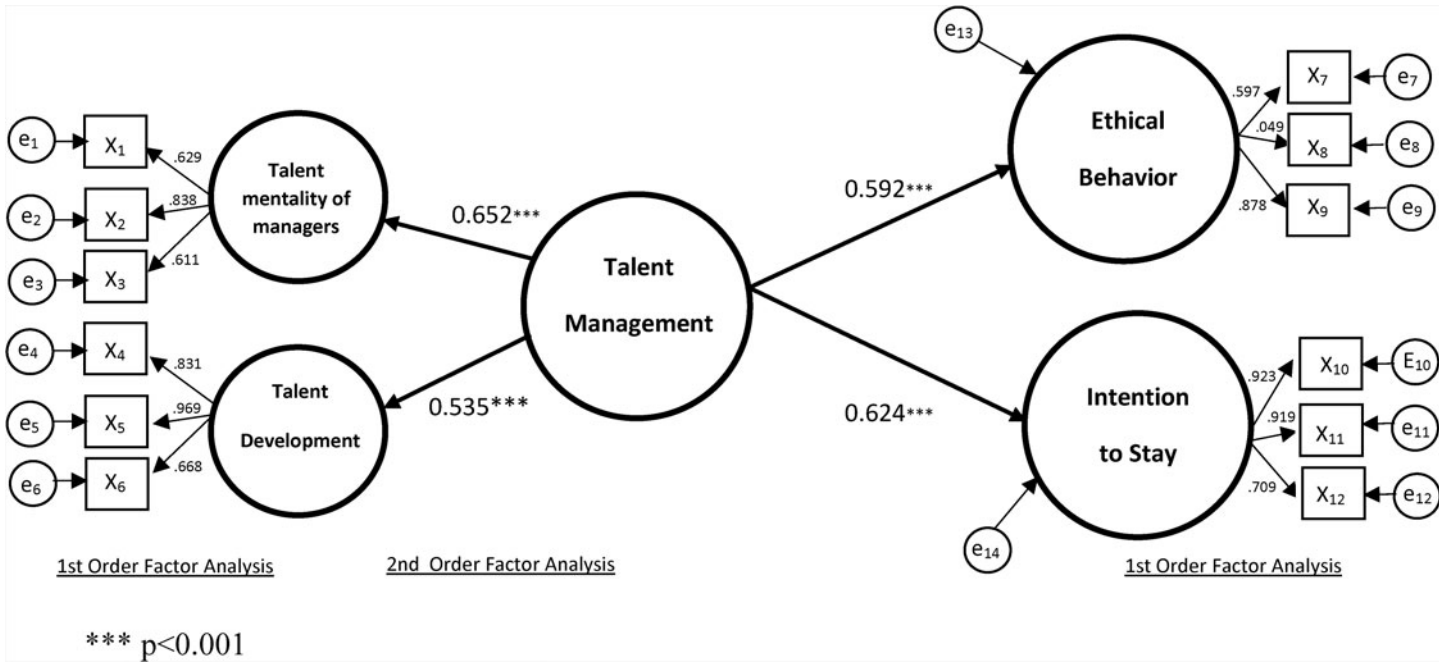 e13
e1
X1
.629
e2
X2
.838
e3
X3
.611
Talent
mentality of
managers
e4
X4
.831
e5
X5
.969
e6
X6
.668
Talent
Development
0.652***
0.535***
Talent
Management
0.592***
0.624***
Ethical
Behavior
.597
X7
e7
.049
X8
e8
.878
X9
e9
Intention
to Stay
.923
X10
E10
.919
X11
e11
.709
X12
e12
e14
1st Order Factor Analysis
2nd Order Factor Analysis
1st Order Factor Analysis
*** p<0.001